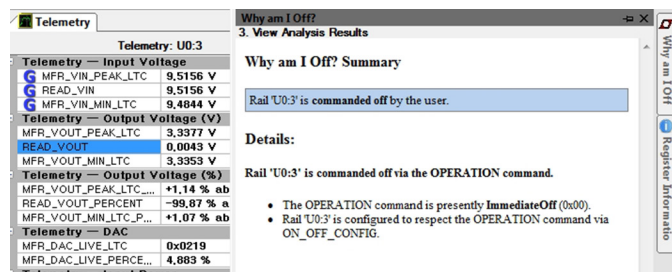 Telemetry
Telemetry: U0:3
Telemetry — Input Voltage
G MFR_VIN_PEAK_LTC 9,5156 V
G READ_VIN 9,5156 V
G MFR_VIN_MIN_LTC 9,4844 V
Telemetry — Output Voltage (V)
MFR_VOUT_PEAK_LTC 3,3377 V
READ_VOUT 0,0043 V
MFR_VOUT_MIN_LTC 3,3353 V
Telemetry — Output Voltage (%)
MFR_VOUT_PEAK_LTC_... +1,14 % ab
READ_VOUT_PERCENT -99,87 % a
MFR_VOUT_MIN_LTC_P... +1,07 % ab
Telemetry — DAC
MFR_DAC_LIVE_LTC 0x0219
MFR_DAC_LIVE_PERCE... 4,883 %
Why am I Off?
3. View Analysis Results
Why am I Off? Summary
Rail 'U0:3' is commanded off by the user.
Details:
Rail 'U0:3' is commanded off via the OPERATION command.
• The OPERATION command is presently ImmediateOff (0x00).
• Rail 'U0:3' is configured to respect the OPERATION command via
ON_OFF_CONFIG.
Why am I Off
Register Informatio